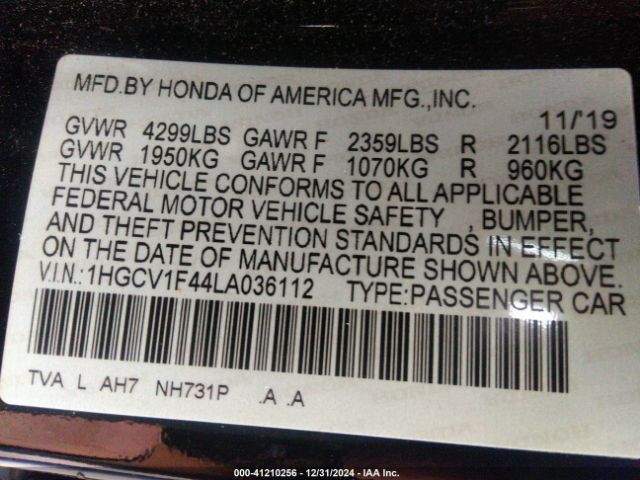 MFD.BY HONDA OF AMERICA MFG.,INC.
11/'19
GVWR 4299LBS GAWR F 2359LBS R 2116LBS
GVWR 1950KG GAWR F 1070KG R 960KG
THIS VEHICLE CONFORMS TO ALL APPLICABLE
FEDERAL MOTOR VEHICLE SAFETY , BUMPER,
AND THEFT PREVENTION STANDARDS IN EFFECT
ON THE DATE OF MANUFACTURE SHOWN ABOVE.
V.I.N.:1HGCV1F44LA036112 TYPE:PASSENGER CAR
TVA L AH7 NH731P .A .A
000-41210256 - 12/31/2024 - IAA Inc.